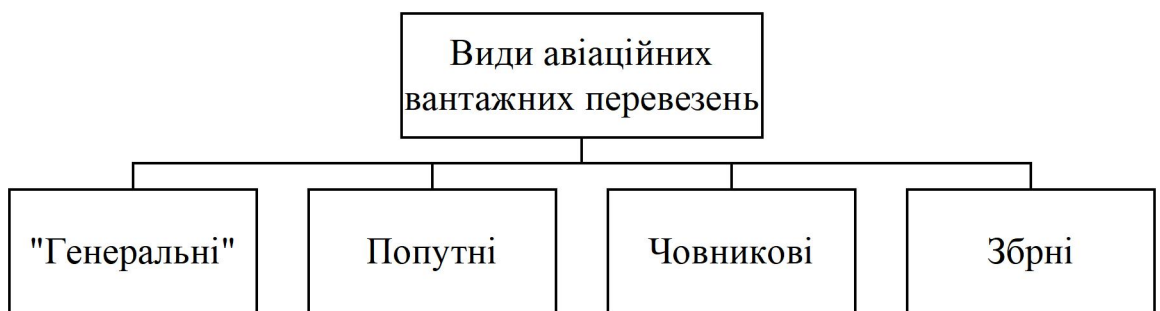 Види авіаційних
вантажних перевезень
"Генеральні"
Попутні
Човникові
Збрні